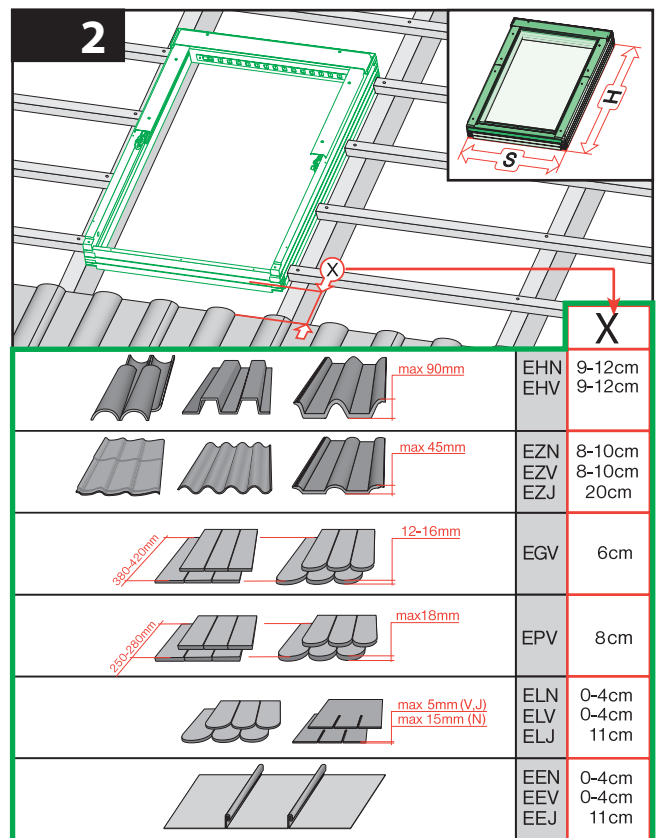 2
H
S
X
X
max 90mm
EHN 9-12cm
EHV 9-12cm
max 45mm
EZN 8-10cm
EZV 8-10cm
EZJ 20cm
380-420mm
12-16mm
EGV 6cm
250-280mm
max18mm
EPV 8cm
max 5mm (V,J)
max 15mm (N)
ELN 0-4cm
ELV 0-4cm
ELJ 11cm
EEN 0-4cm
EEV 0-4cm
EEJ 11cm